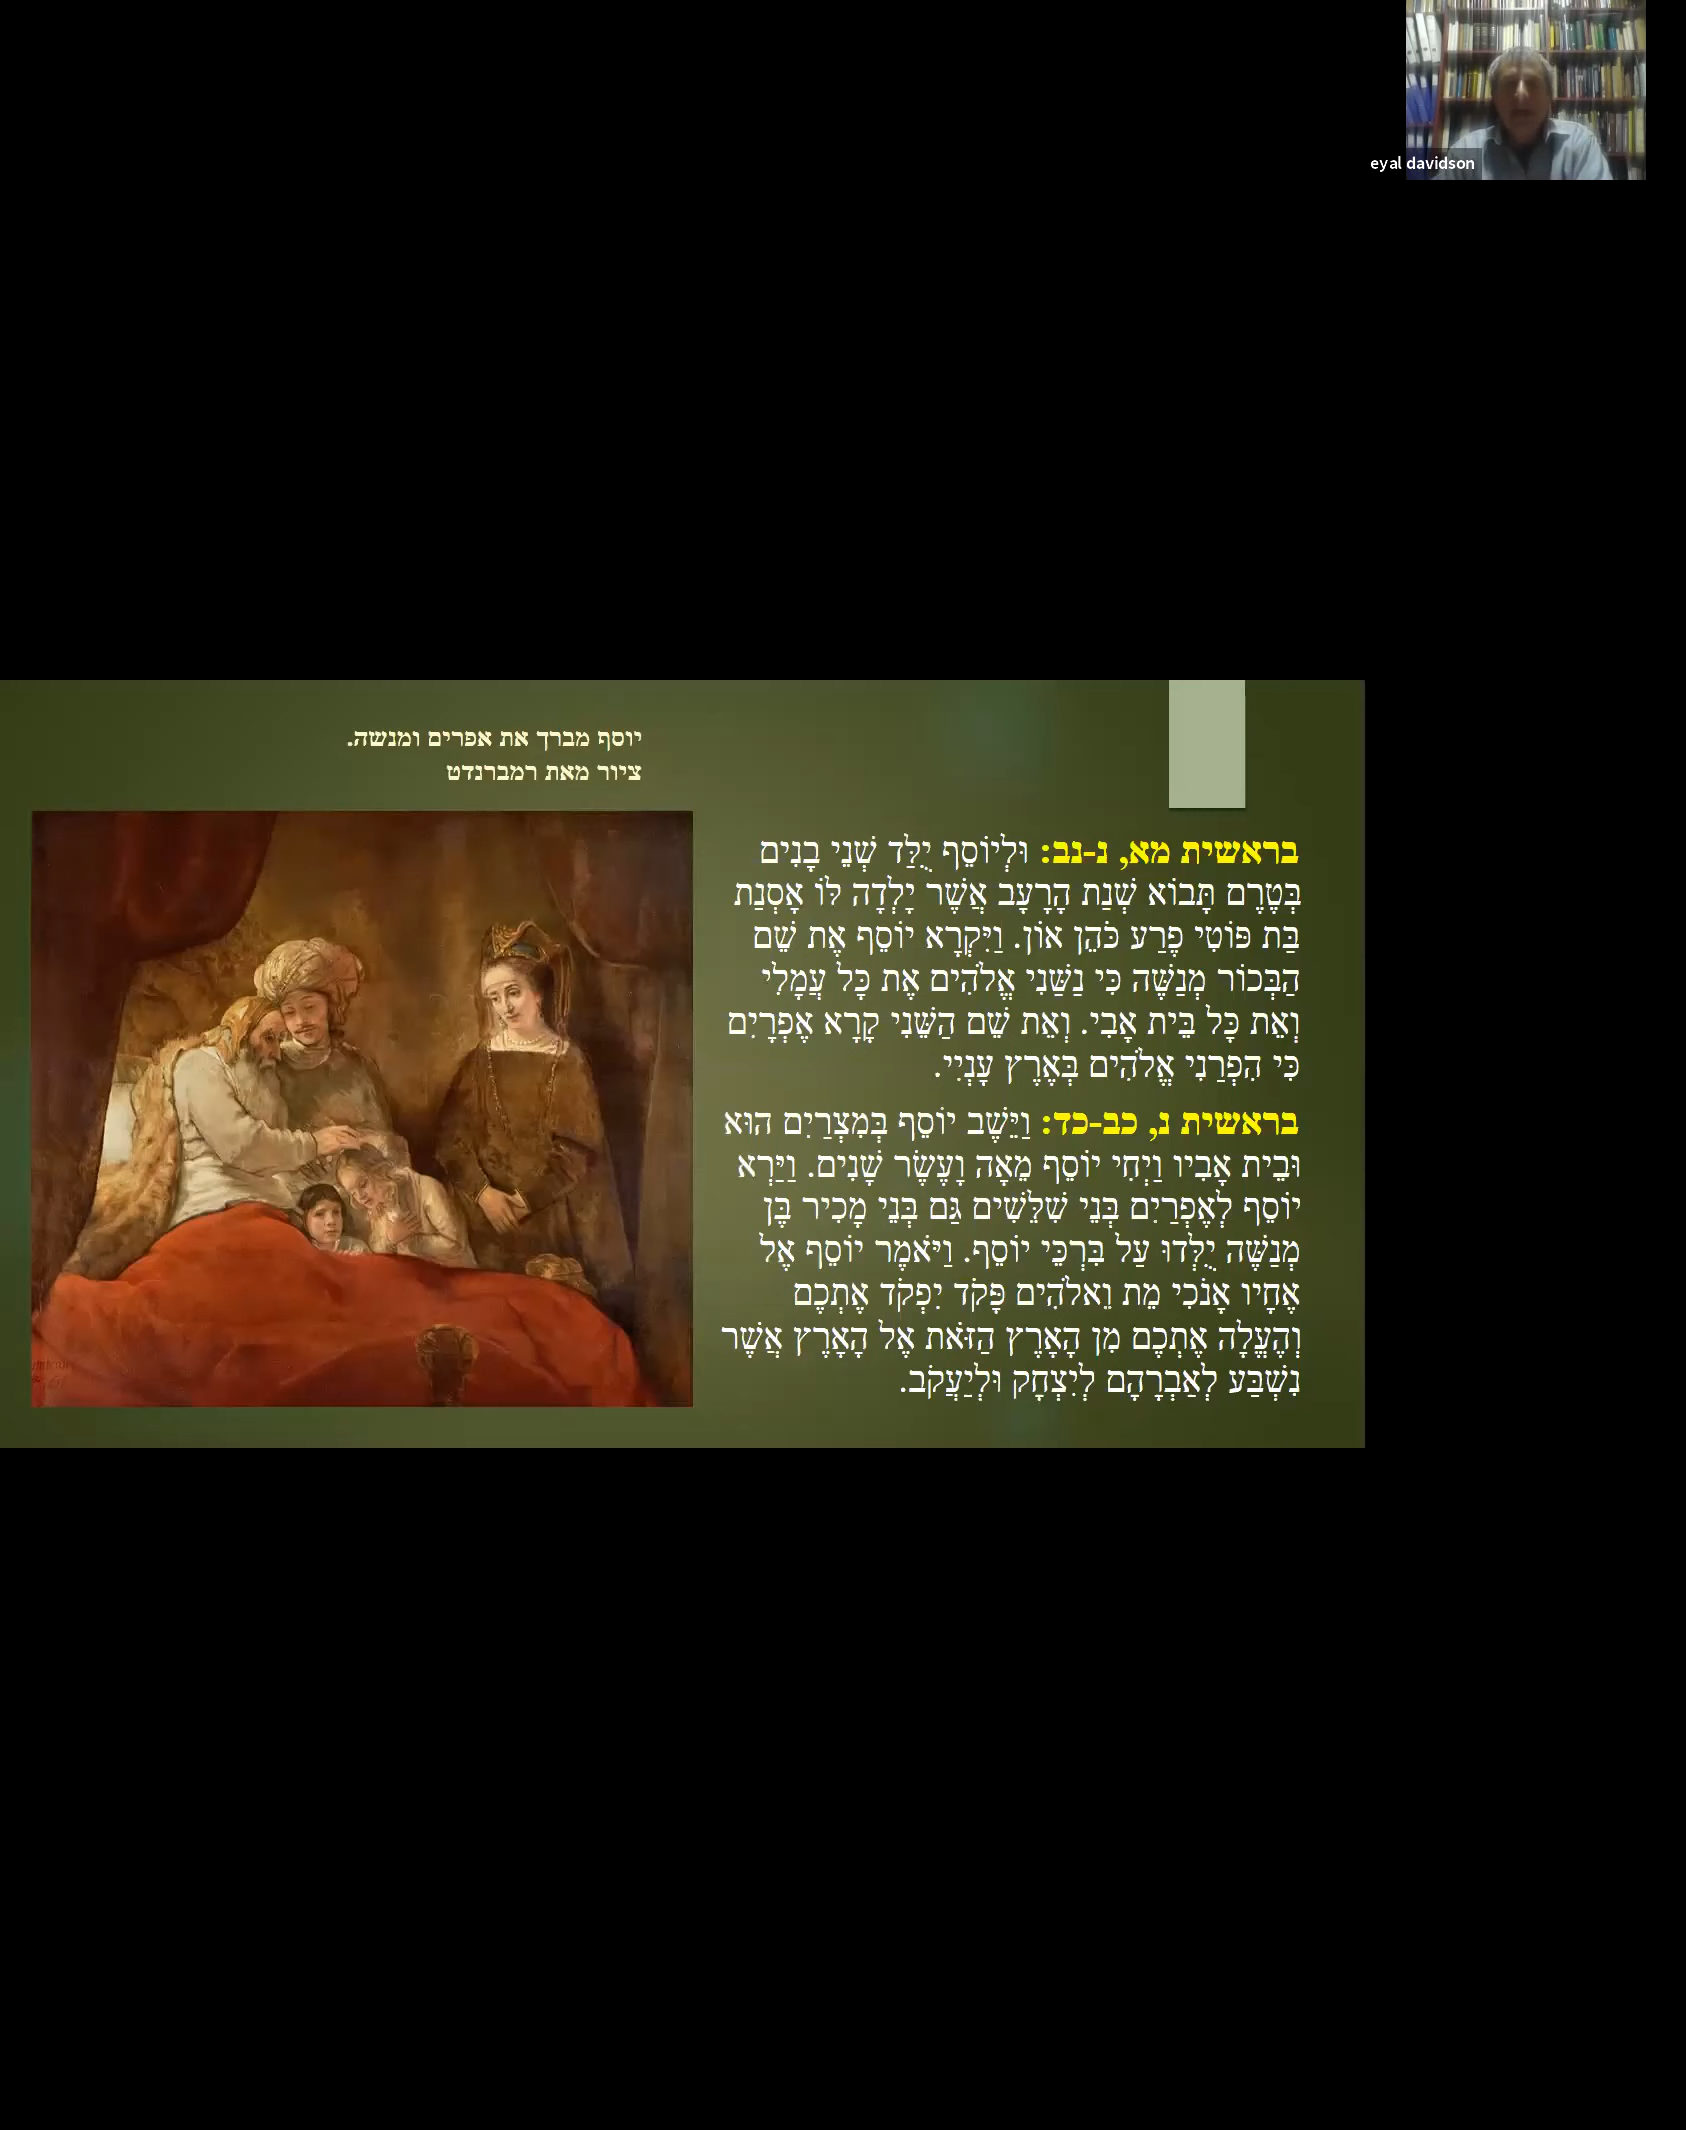 eyal davidson
יוסף מברך את אפרים ומנשה.
ציור מאת רמברנדט
בראשית מא, נ-נב: וּלְיוֹסֵף יֻלַּד שְׁנֵי בָנִים
בְּטֶרֶם תָּבוֹא שְׁנַת הָרָעָב אֲשֶׁר יָלְדָה לּוֹ אָסְנַת
בַּת פּוֹטִי פֶרַע כֹּהֵן אוֹן. וַיִּקְרָא יוֹסֵף אֶת שֵׁם
הַבְּכוֹר מְנַשֶּׁה כִּי נַשַּׁנִי אֱלֹהִים אֶת כָּל עֲמָלִי
וְאֵת כָּל בֵּית אָבִי. וְאֵת שֵׁם הַשֵּׁנִי קָרָא אֶפְרָיִם
כִּי הִפְרַנִי אֱלֹהִים בְּאֶרֶץ עָנְיִי.
בראשית נ, כב-כד: וַיֵּשֶׁב יוֹסֵף בְּמִצְרַיִם הוּא
וּבֵית אָבִיו וַיְחִי יוֹסֵף מֵאָה וָעֶשֶׂר שָׁנִים. וַיַּרְא
יוֹסֵף לְאֶפְרַיִם בְּנֵי שִׁלֵּשִׁים גַּם בְּנֵי מָכִיר בֶּן
מְנַשֶּׁה יֻלְּדוּ עַל בִּרְכֵּי יוֹסֵף. וַיֹּאמֶר יוֹסֵף אֶל
אֶחָיו אָנֹכִי מֵת וֵאלֹהִים פָּקֹד יִפְקֹד אֶתְכֶם
וְהֶעֱלָה אֶתְכֶם מִן הָאָרֶץ הַזֹּאת אֶל הָאָרֶץ אֲשֶׁר
נִשְׁבַּע לְאַבְרָהָם לְיִצְחָק וּלְיַעֲקֹב.